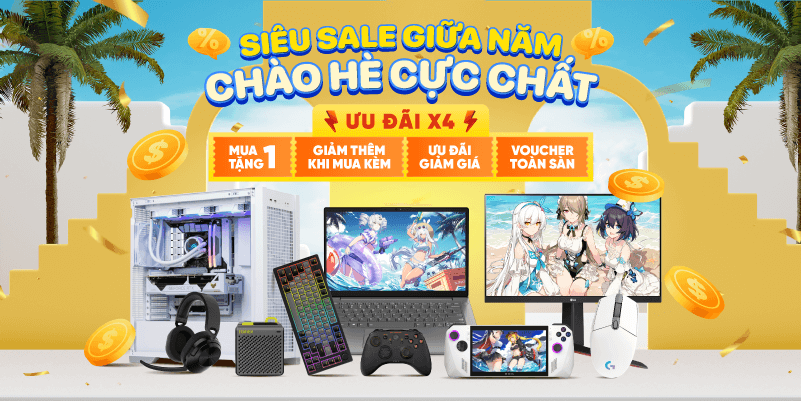 SIÊU SALE GIỮA NĂM
CHÀO HÈ CỰC CHẤT
ƯU ĐÃI X4
MUA
TẶNG 1
GIẢM THÊM
KHI MUA KÈM
ƯU ĐÃI
GIẢM GIÁ
VOUCHER
TOÀN SÀN
LG
G